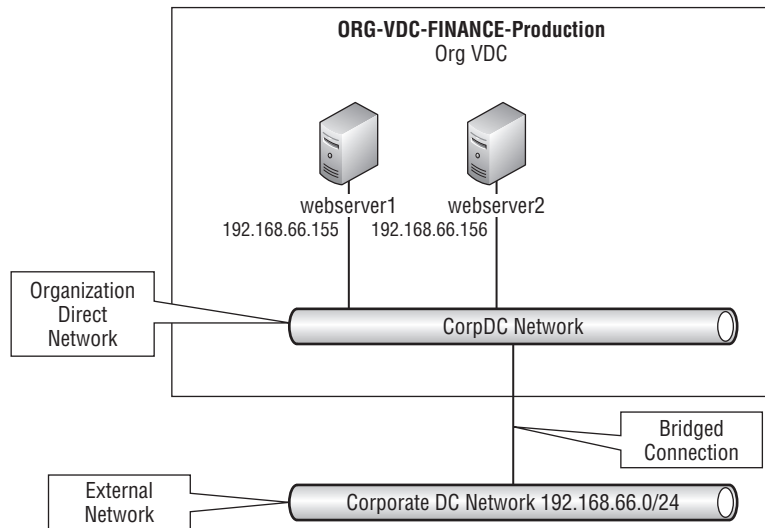 ORG-VDC-FINANCE-Production
Org VDC
webserver1
192.168.66.155
webserver2
192.168.66.156
Organization
Direct
Network
CorpDC Network
Bridged
Connection
External
Network
Corporate DC Network 192.168.66.0/24